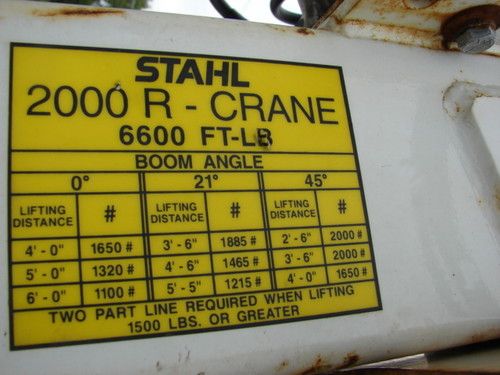 STAHL
2000 R - CRANE
6600 FT-LB
BOOM ANGLE
0° 21° 45°
LIFTING DISTANCE # LIFTING DISTANCE # LIFTING DISTANCE #
4' - 0" 1650 # 3' - 6" 1885 # 2' - 6" 2000 #
5' - 0" 1320 # 4' - 6" 1465 # 3' - 6" 2000 #
6' - 0" 1100 # 5' - 5" 1215 # 4' - 0" 1650 #
TWO PART LINE REQUIRED WHEN LIFTING
1500 LBS. OR GREATER